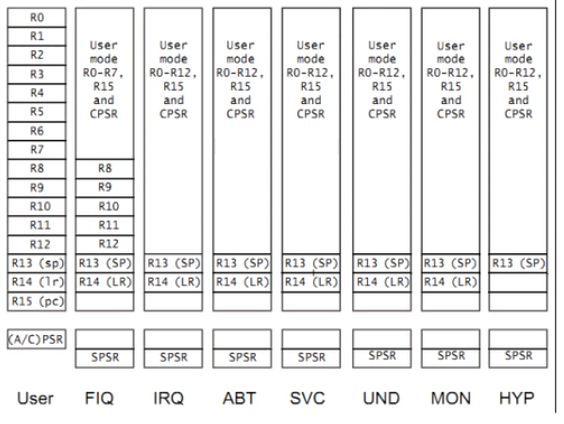 R0
R1
R2
R3
R4
R5
R6
R7
R8
R9
R10
R11
R12
R13 (sp)
R14 (lr)
R15 (pc)
(A/C)PSR
User
User
mode
R0-R7,
R15
and
CPSR
R8
R9
R10
R11
R12
R13 (SP)
R14 (LR)
SPSR
FIQ
User
mode
R0-R12,
R15
and
CPSR
R13 (SP)
R14 (LR)
SPSR
IRQ
User
mode
R0-R12,
R15
and
CPSR
R13 (SP)
R14 (LR)
SPSR
ABT
User
mode
R0-R12,
R15
and
CPSR
R13 (SP)
R14 (LR)
SPSR
SVC
User
mode
R0-R12,
R15
and
CPSR
R13 (SP)
R14 (LR)
SPSR
UND
User
mode
R0-R12,
R15
and
CPSR
R13 (SP)
R14 (LR)
SPSR
MON
User
mode
R0-R12,
R15
and
CPSR
R13 (SP)
SPSR
HYP